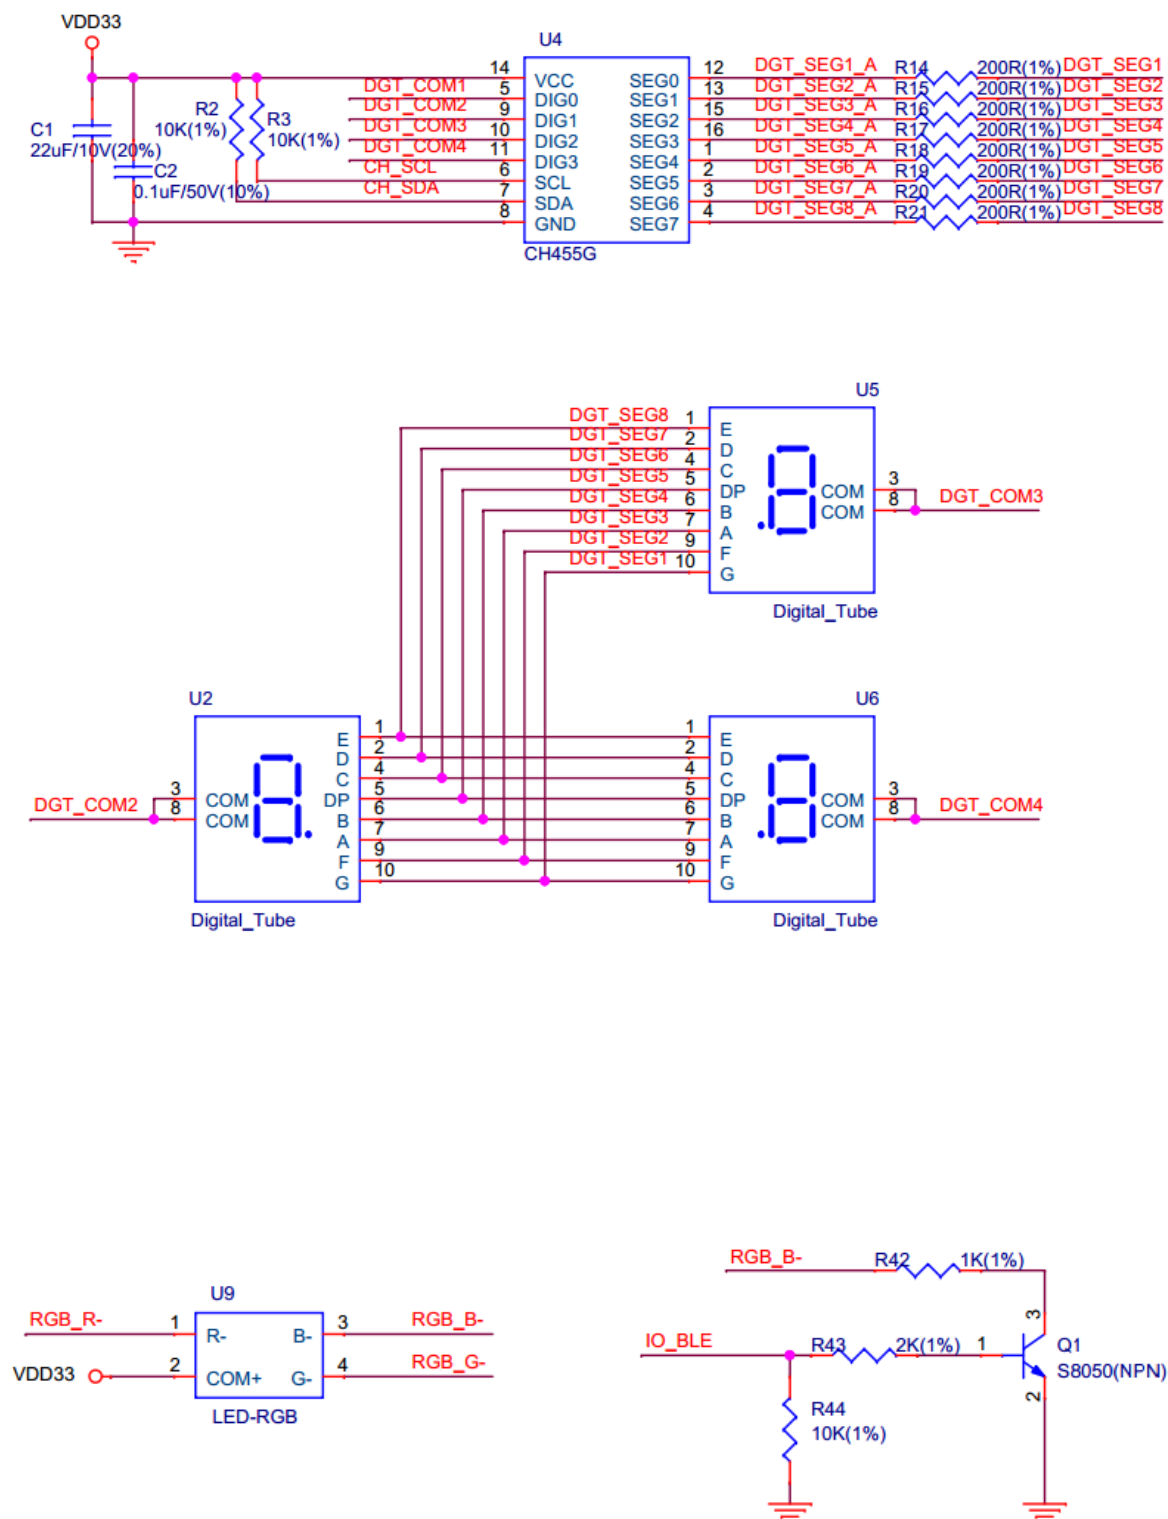 VDD33
U4
14 VCC SEG0 12 DGT_SEG1_A R14 200R(1%) DGT_SEG1
DGT_COM1 5 DIG0 SEG1 13 DGT_SEG2_A R15 200R(1%) DGT_SEG2
DGT_COM2 9 DIG1 SEG2 15 DGT_SEG3_A R16 200R(1%) DGT_SEG3
DGT_COM3 10 DIG2 SEG3 16 DGT_SEG4_A R17 200R(1%) DGT_SEG4
DGT_COM4 11 DIG3 SEG4 1 DGT_SEG5_A R18 200R(1%) DGT_SEG5
CH_SCL 6 SCL SEG5 2 DGT_SEG6_A R19 200R(1%) DGT_SEG6
CH_SDA 7 SDA SEG6 3 DGT_SEG7_A R20 200R(1%) DGT_SEG7
8 GND SEG7 4 DGT_SEG8_A R21 200R(1%) DGT_SEG8
CH455G
R2
10K(1%)
R3
10K(1%)
C1
22uF/10V(20%)
C2
0.1uF/50V(10%)
U5
DGT_SEG8 1 E
DGT_SEG7 2 D
DGT_SEG6 4 C
DGT_SEG5 5 DP COM 3
DGT_SEG4 6 B COM 8 DGT_COM3
DGT_SEG3 7 A
DGT_SEG2 9 F
DGT_SEG1 10 G
Digital_Tube
U2
E 1
D 2
C 4
3 COM DP 5
DGT_COM2 8 COM B 6
A 7
F 9
G 10
Digital_Tube
U6
1 E
2 D
4 C
5 DP COM 3
6 B COM 8 DGT_COM4
7 A
9 F
10 G
Digital_Tube
U9
RGB_R- 1 R- B- 3 RGB_B-
VDD33 2 COM+ G- 4 RGB_G-
LED-RGB
RGB_B- R42 1K(1%)
3
IO_BLE R43 2K(1%) 1 Q1
S8050(NPN)
2
R44
10K(1%)